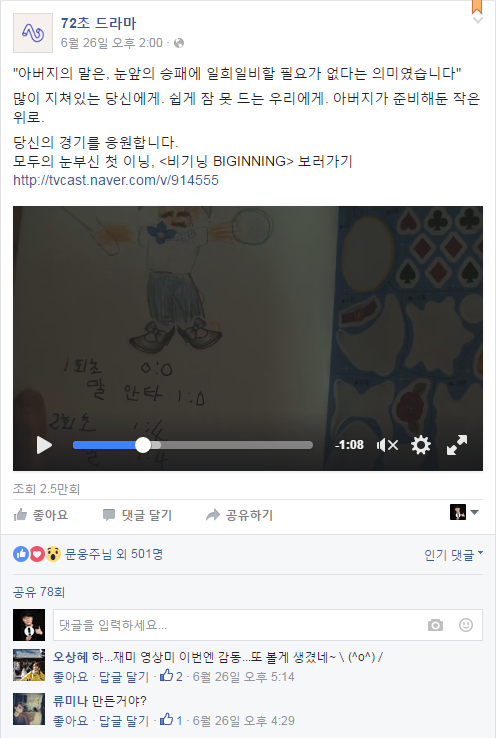 72초 드라마
6월 26일 오후 2:00 ·
"아버지의 말은, 눈앞의 승패에 일희일비할 필요가 없다는 의미였습니다"
많이 지쳐있는 당신에게. 쉽게 잠 못 드는 우리에게. 아버지가 준비해둔 작은
위로.
당신의 경기를 응원합니다.
모두의 눈부신 첫 이닝, <비기닝 BIGINNING> 보러가기
http://tvcast.naver.com/v/914555
1회초 0:0
말 안타 1:0
2회초
말
-1:08
조회 2.5만회
좋아요 댓글 달기 공유하기
문웅주님 외 501명 인기 댓글
공유 78회
댓글을 입력하세요...
오상혜 하...재미 영상미 이번엔 감동...또 볼게 생겼네~ \ (^o^) /
좋아요 · 답글 달기 · 2 · 6월 26일 오후 5:14
류미나 만든거야?
좋아요 · 답글 달기 · 1 · 6월 26일 오후 4:29